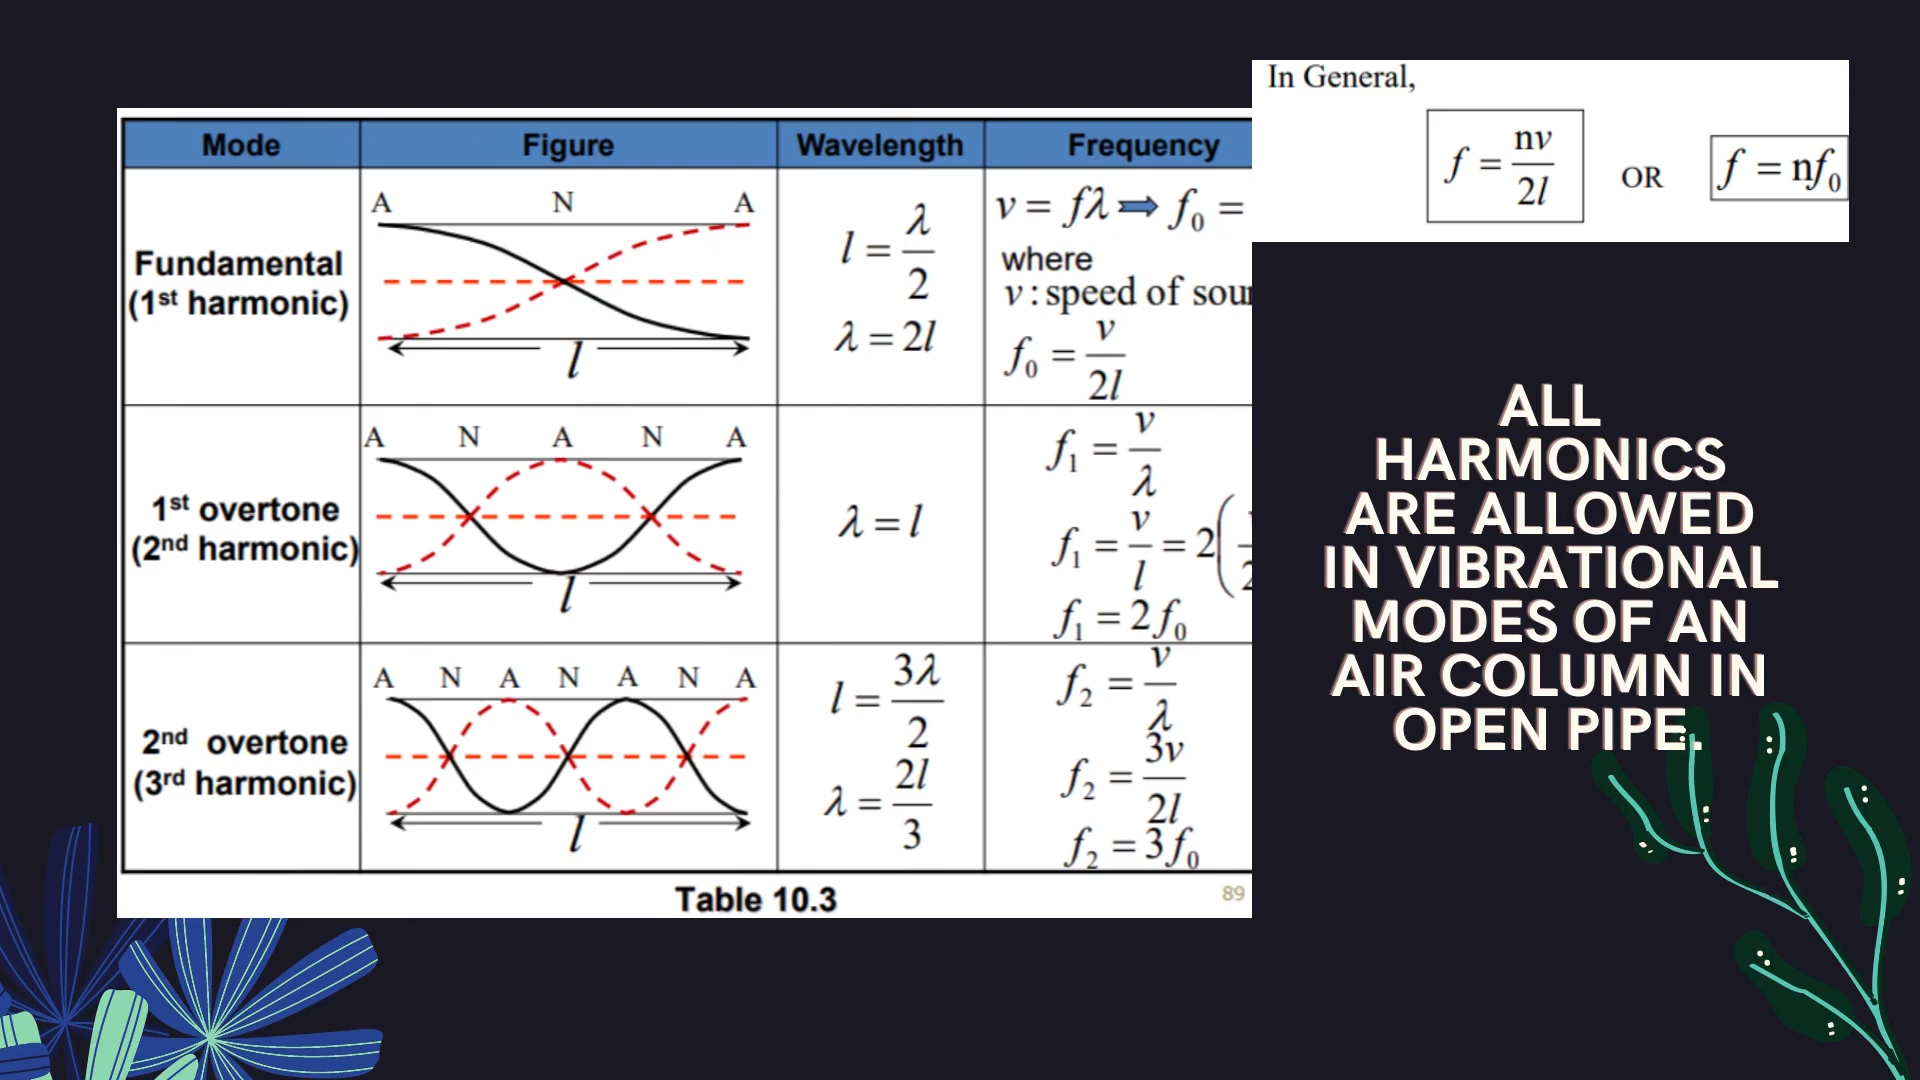 In General,
f = nv/2l OR f = nf₀
Mode Figure Wavelength Frequency
Fundamental
(1st harmonic)
A N A
l
l = λ/2
λ = 2l
v = fλ ⇒ f₀ =
where
v : speed of
f₀ = v/2l
1st overtone
(2nd harmonic)
A N A N A
l
λ = l
f₁ = v/λ
f₁ = v/l = 2(
f₁ = 2f₀
2nd overtone
(3rd harmonic)
A N A N A N A
l
l = 3λ/2
λ = 2l/3
f₂ = v/λ
f₂ = 3v/2l
f₂ = 3f₀
Table 10.3
89
ALL
HARMONICS
ARE ALLOWED
IN VIBRATIONAL
MODES OF AN
AIR COLUMN IN
OPEN PIPE.